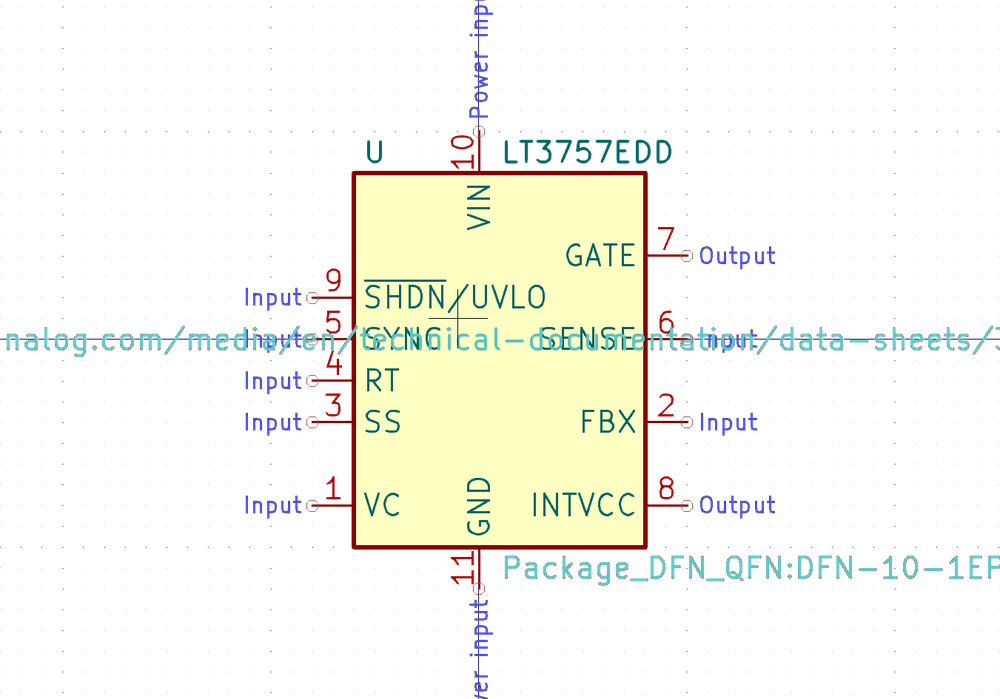 Power inpu
10
U
LT3757EDD
VIN
GATE
7
Output
Input
9
SHDN/UVLO
Input
5
SYNC
SENSE
6
Input
nalog.com/media/en/technical-documentation/data-sheets/3
Input
4
RT
Input
3
SS
FBX
2
Input
Input
1
VC
GND
INTVCC
8
Output
11
Package_DFN_QFN:DFN-10-1EP
wer input